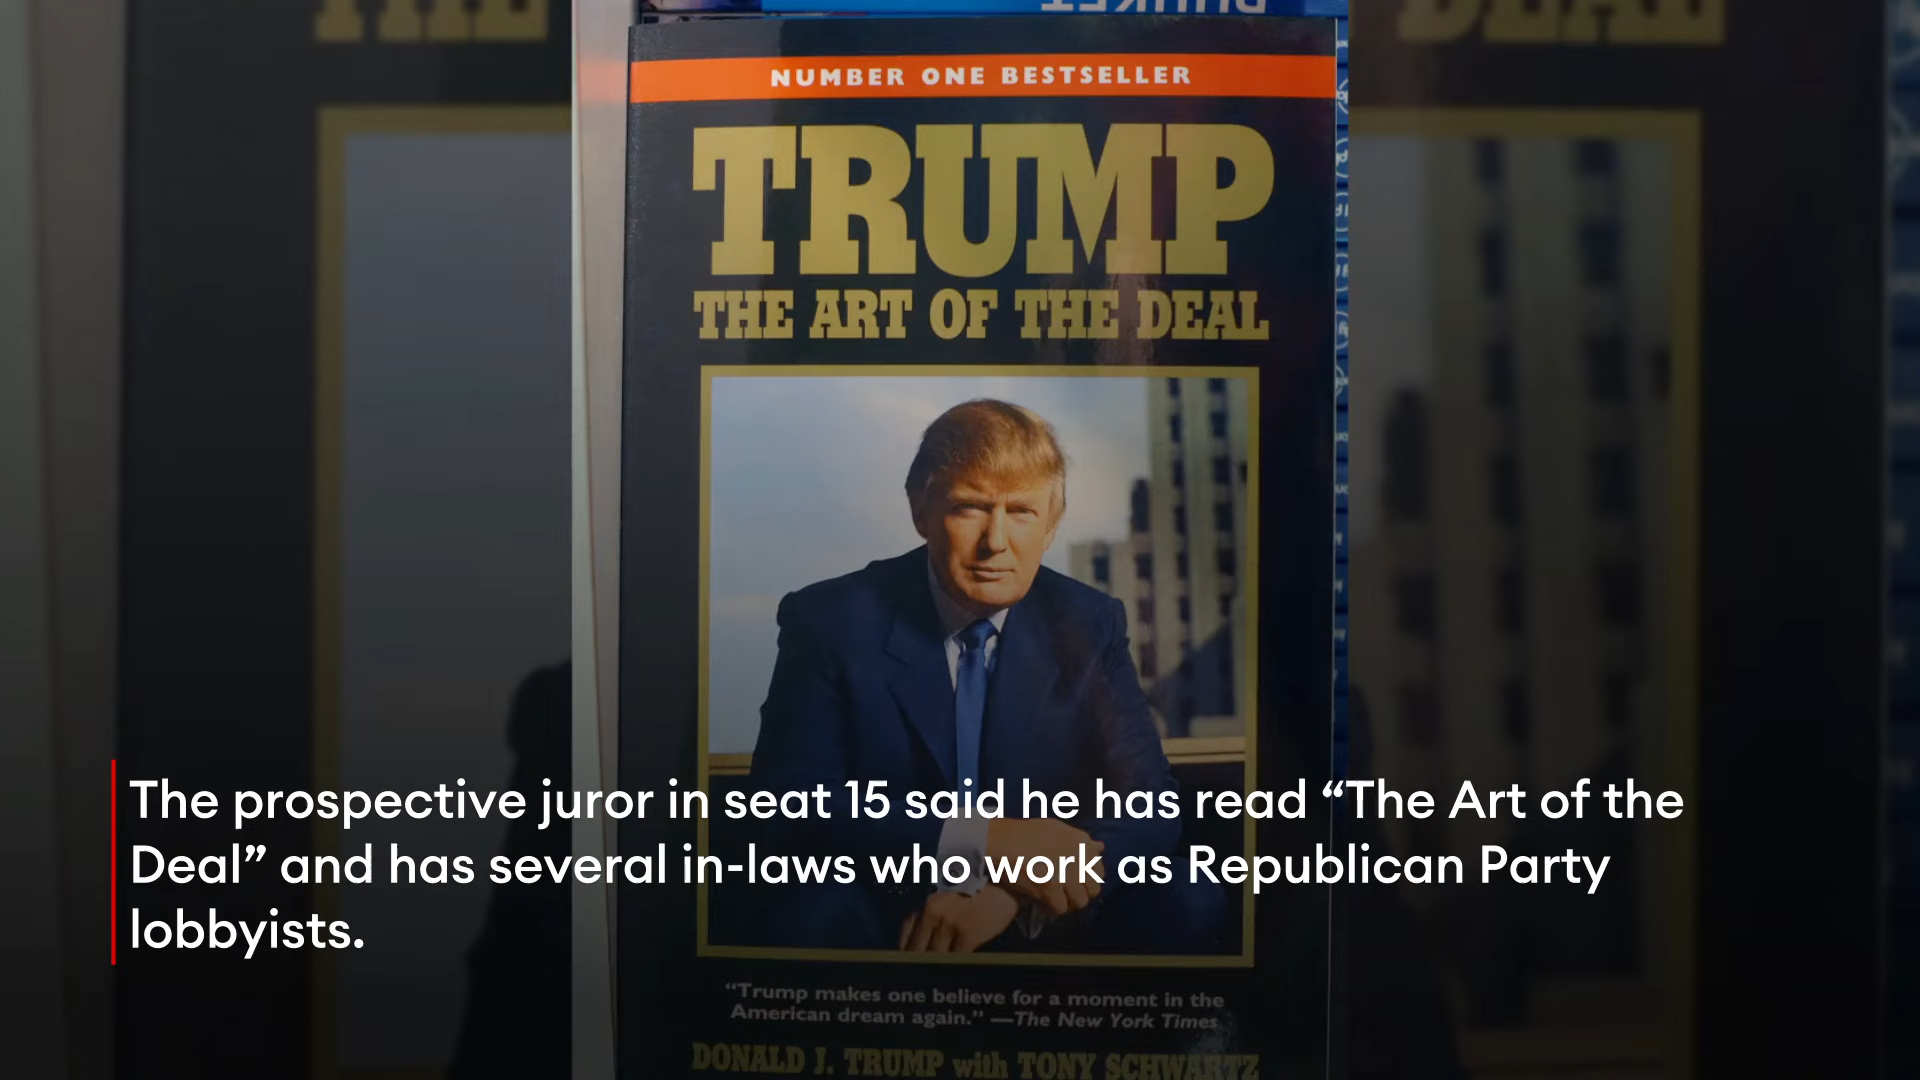 NUMBER ONE BESTSELLER
TRUMP
THE ART OF THE DEAL
The prospective juror in seat 15 said he has read “The Art of the
Deal” and has several in-laws who work as Republican Party
lobbyists.
“Trump makes one believe for a moment in the
American dream again.” —The New York Times
DONALD J. TRUMP with TONY SCHWARTZ